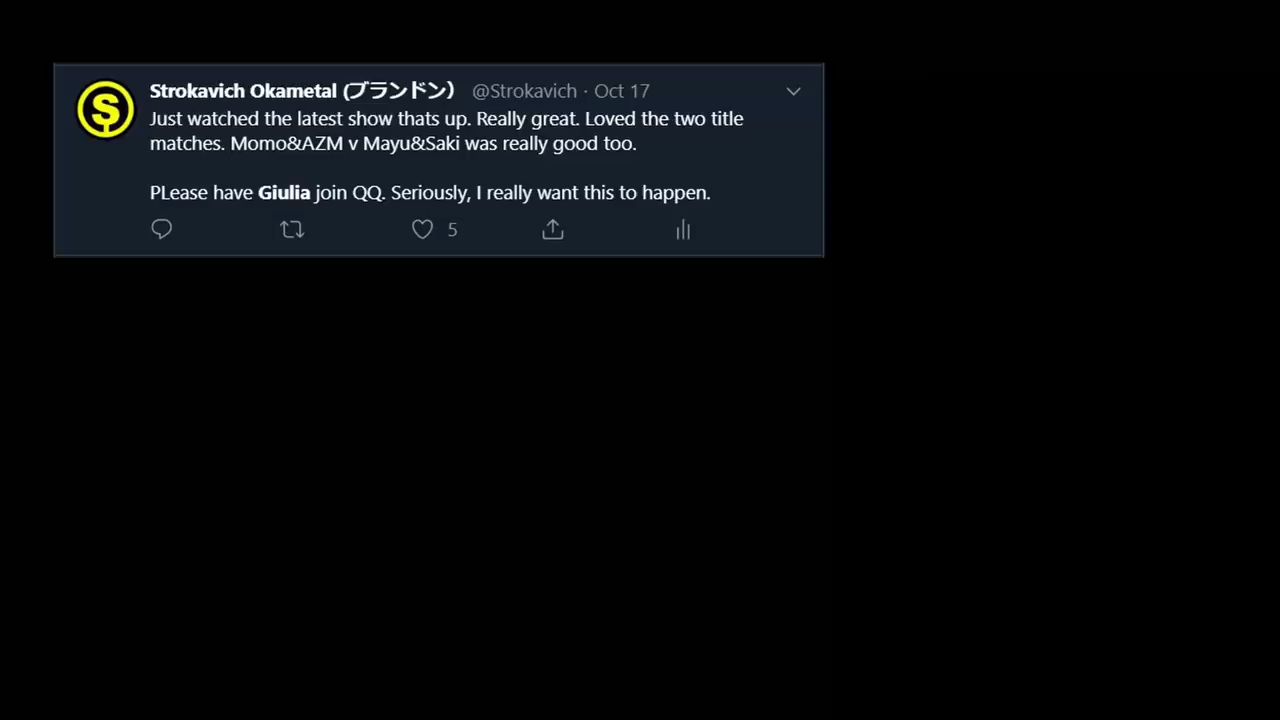 Strokavich Okametal (ブランドン) @Strokavich · Oct 17
Just watched the latest show thats up. Really great. Loved the two title
matches. Momo&AZM v Mayu&Saki was really good too.
PLease have Giulia join QQ. Seriously, I really want this to happen.
5